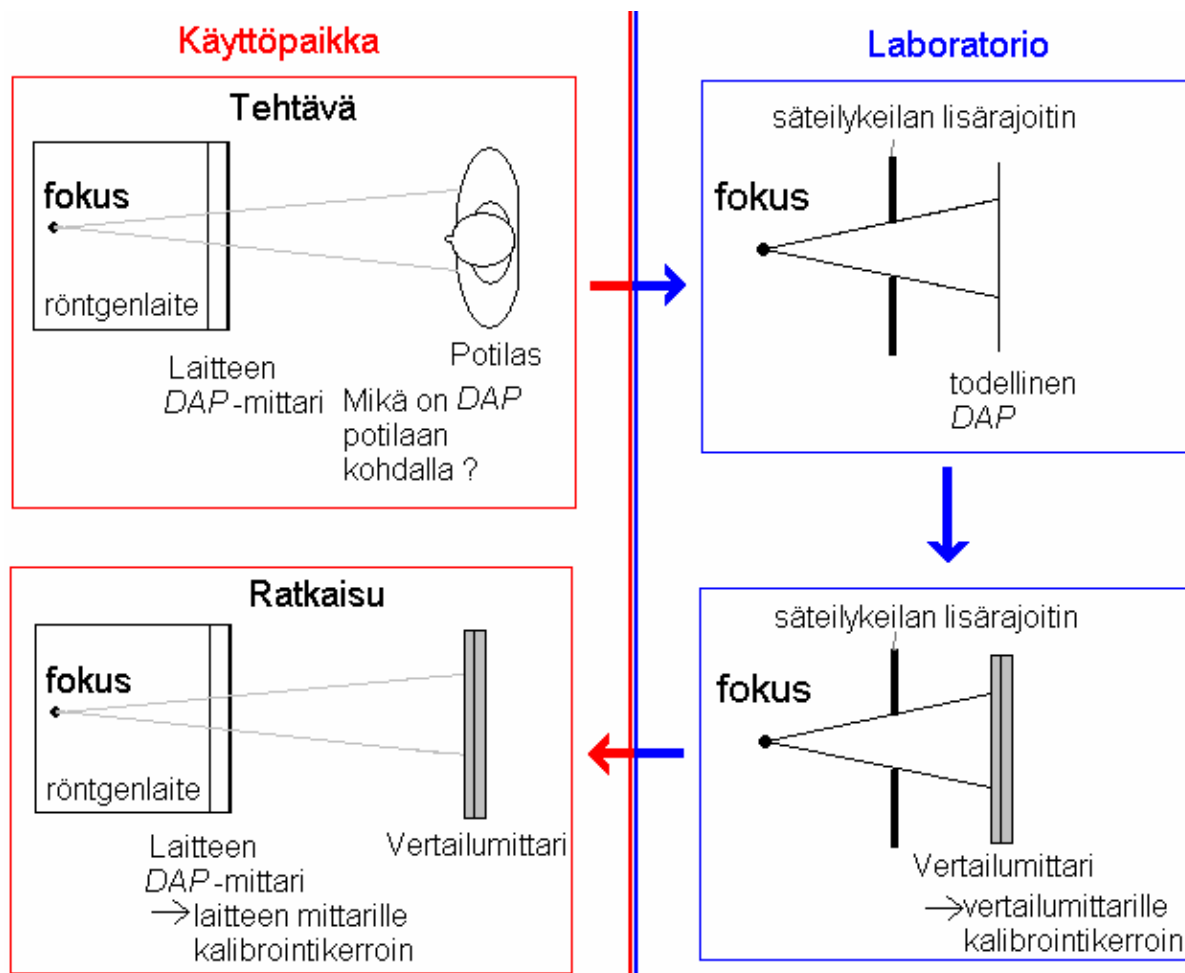 Käyttöpaikka
Tehtävä
fokus
röntgenlaite
Laitteen
DAP-mittari
Potilas
Mikä on DAP
potilaan
kohdalla ?
Laboratorio
säteilykeilan lisärajoitin
fokus
todellinen
DAP
säteilykeilan lisärajoitin
fokus
Vertailumittari
→vertailumittarille
kalibrointikerroin
Ratkaisu
fokus
röntgenlaite
Laitteen
DAP-mittari
→laitteen mittarille
kalibrointikerroin
Vertailumittari